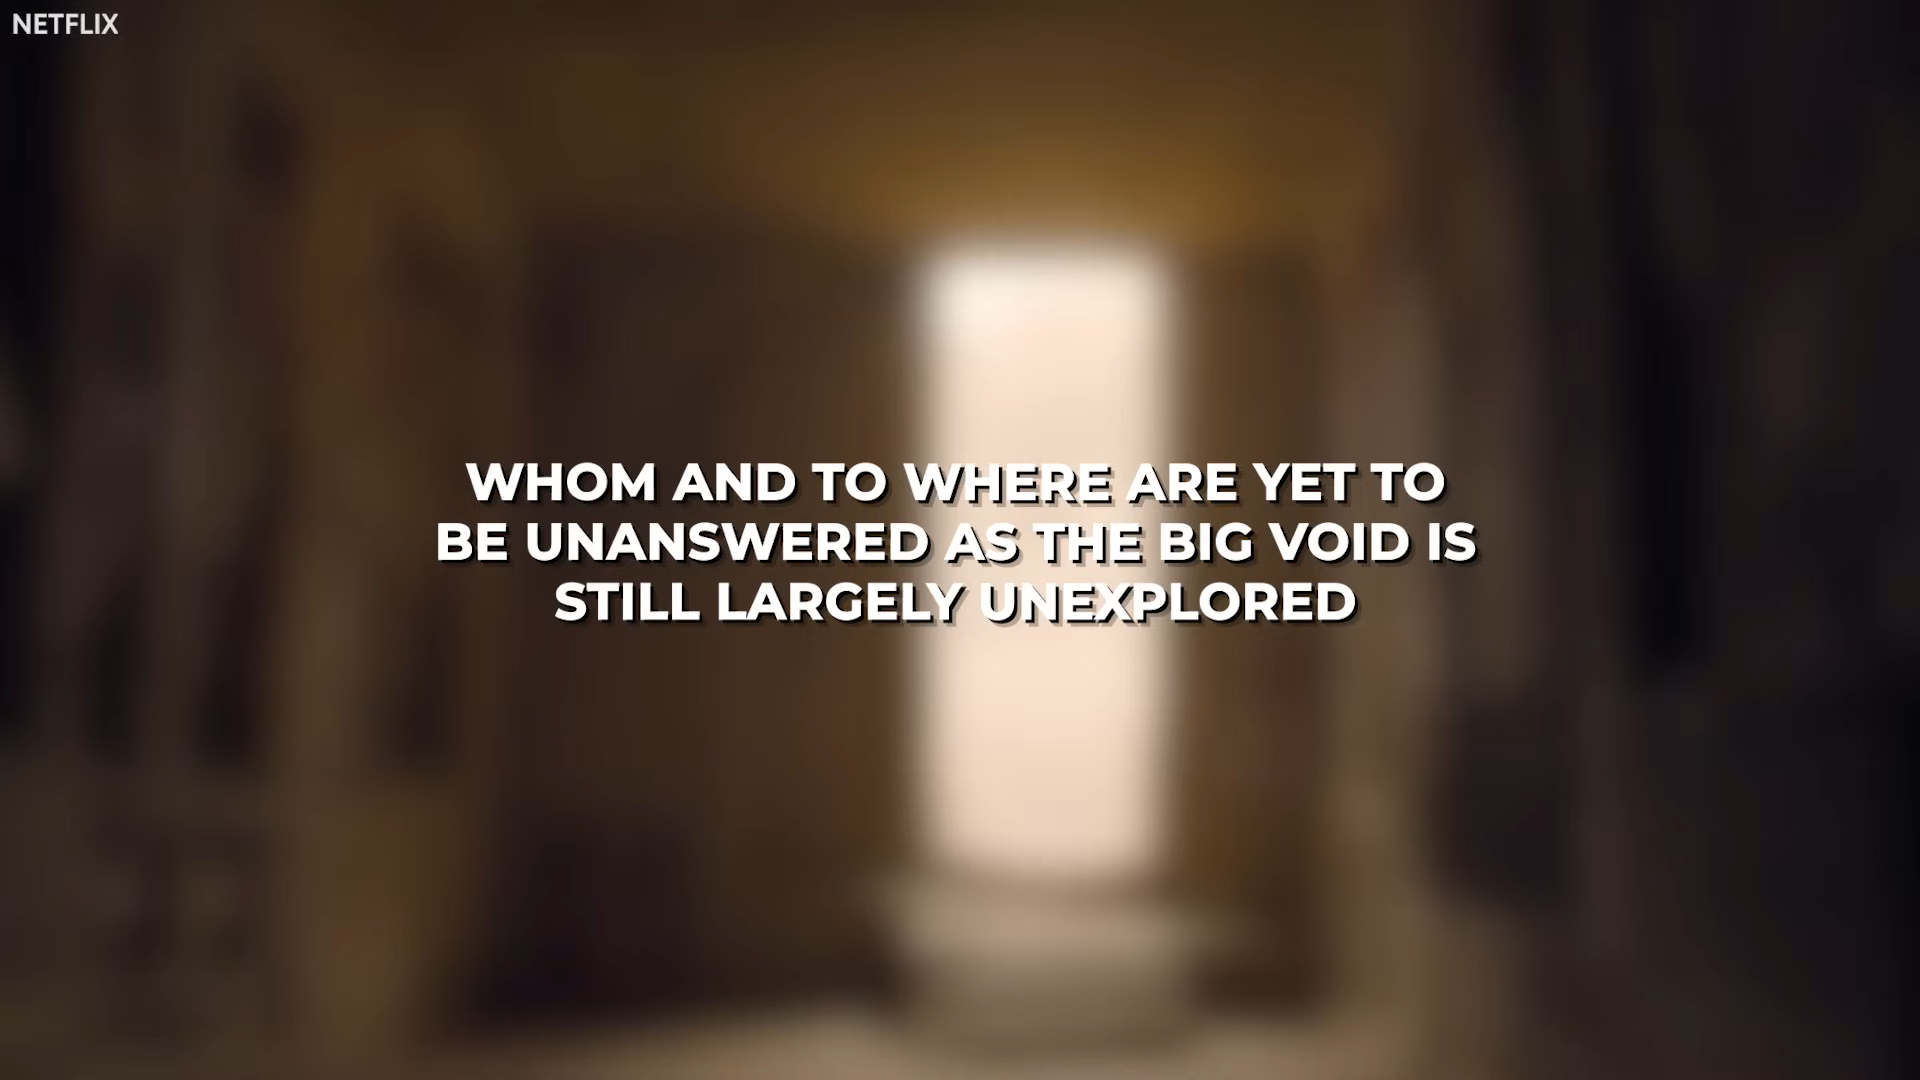 NETFLIX
WHOM AND TO WHERE ARE YET TO
BE UNANSWERED AS THE BIG VOID IS
STILL LARGELY UNEXPLORED